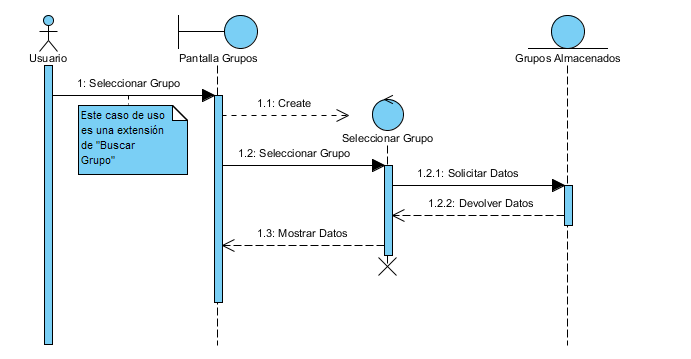 Usuario
Pantalla Grupos
Grupos Almacenados
1: Seleccionar Grupo
Este caso de uso
es una extensión
de "Buscar
Grupo"
1.1: Create
Seleccionar Grupo
1.2: Seleccionar Grupo
1.2.1: Solicitar Datos
1.2.2: Devolver Datos
1.3: Mostrar Datos